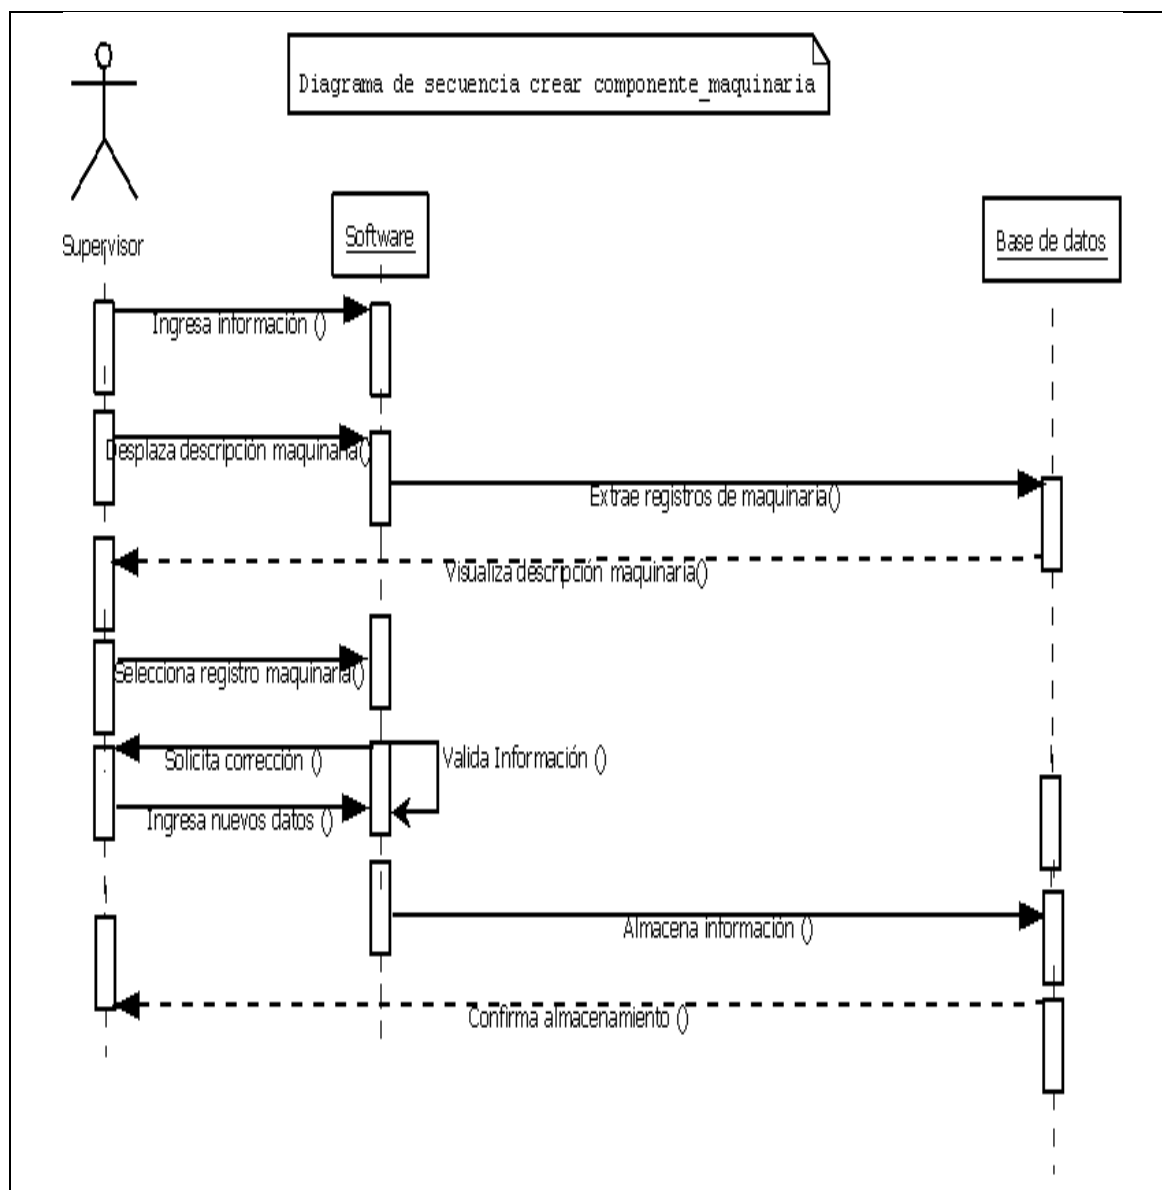 Diagrama de secuencia crear componente_maquinaria
Supervisor
Software
Base de datos
Ingresa información ()
Desplaza descripción maquinaria()
Extrae registros de maquinaria()
Visualiza descripción maquinaria()
Selecciona registro maquinaria()
Solicita corrección ()
Valida Información ()
Ingresa nuevos datos ()
Almacena información ()
Confirma almacenamiento ()